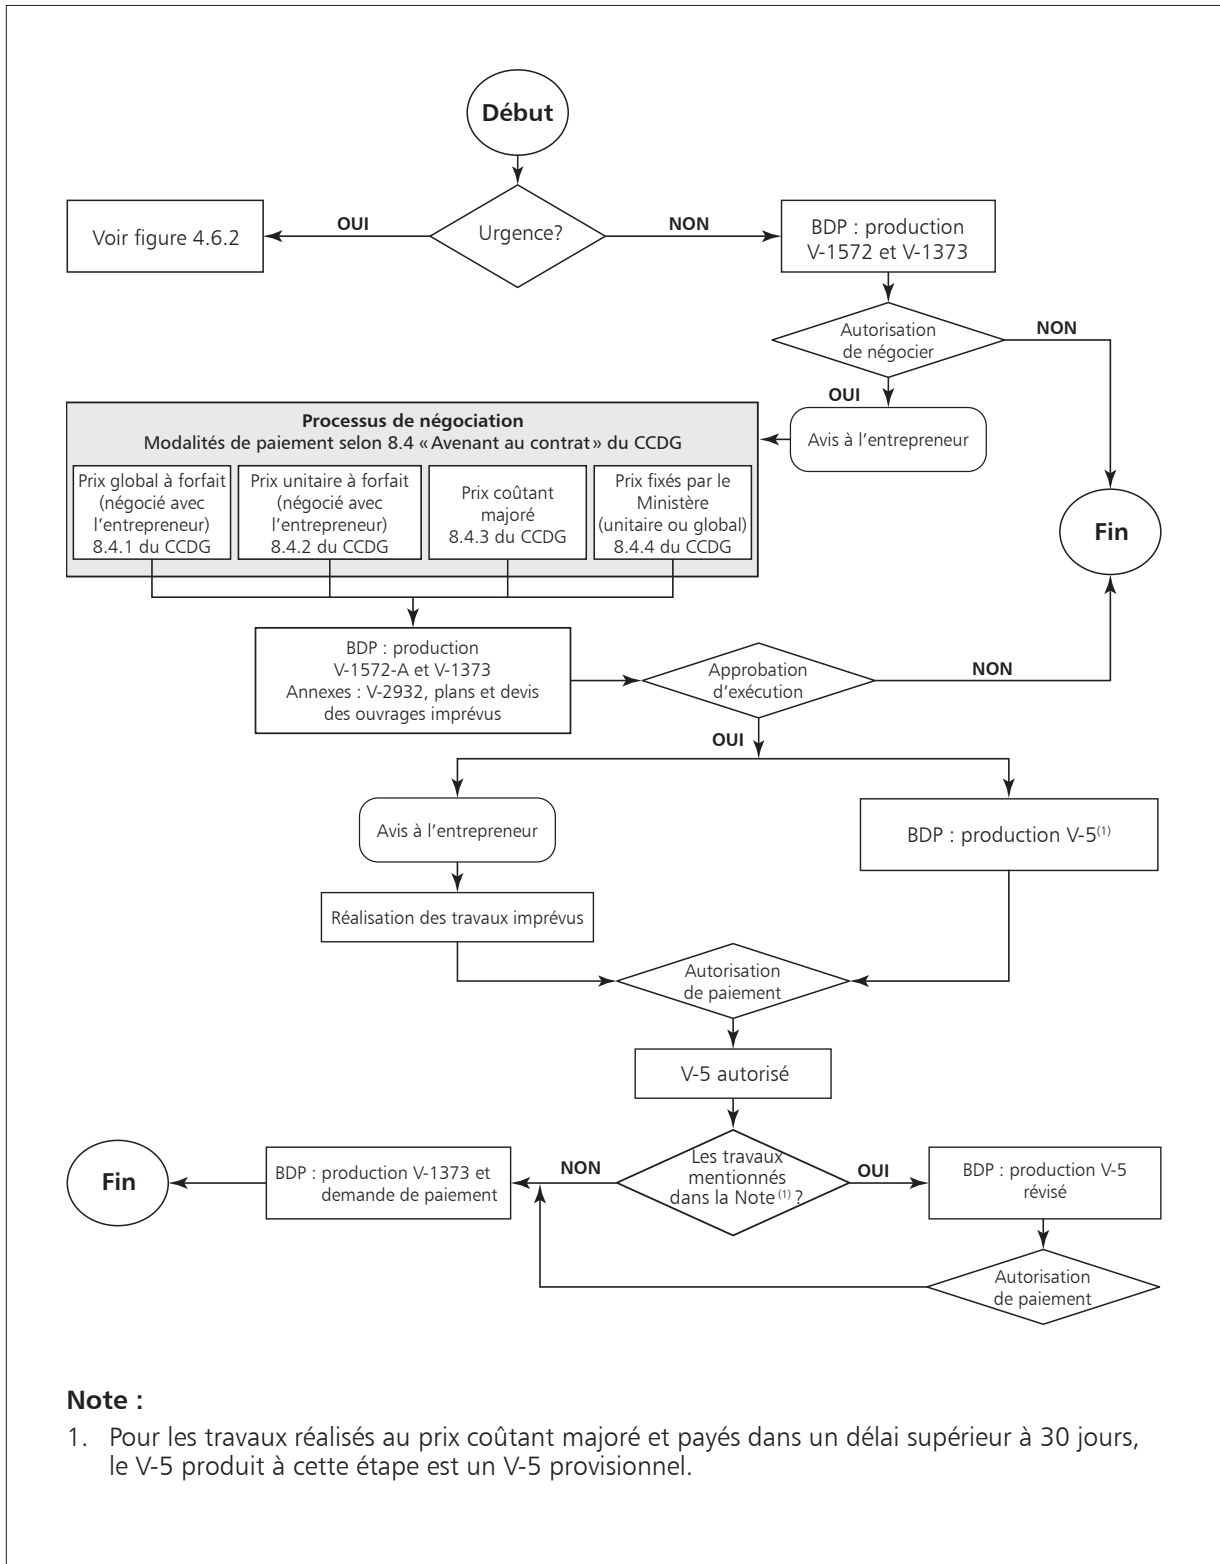 Début
Urgence?
OUI
NON
Voir figure 4.6.2
BDP : production
V-1572 et V-1373
Autorisation
de négocier
NON
OUI
Avis à l'entrepreneur
Processus de négociation
Modalités de paiement selon 8.4 « Avenant au contrat » du CCDG
Prix global à forfait
(négocié avec
l'entrepreneur)
8.4.1 du CCDG
Prix unitaire à forfait
(négocié avec
l'entrepreneur)
8.4.2 du CCDG
Prix coûtant
majoré
8.4.3 du CCDG
Prix fixés par le
Ministère
(unitaire ou global)
8.4.4 du CCDG
Fin
BDP : production
V-1572-A et V-1373
Annexes : V-2932, plans et devis
des ouvrages imprévus
Approbation
d'exécution
NON
OUI
Avis à l'entrepreneur
BDP : production V-5(1)
Réalisation des travaux imprévus
Autorisation
de paiement
V-5 autorisé
Les travaux
mentionnés
dans la Note (1) ?
NON
OUI
BDP : production V-1373 et
demande de paiement
Fin
BDP : production V-5
révisé
Autorisation
de paiement
Note :
1. Pour les travaux réalisés au prix coûtant majoré et payés dans un délai supérieur à 30 jours,
le V-5 produit à cette étape est un V-5 provisionnel.